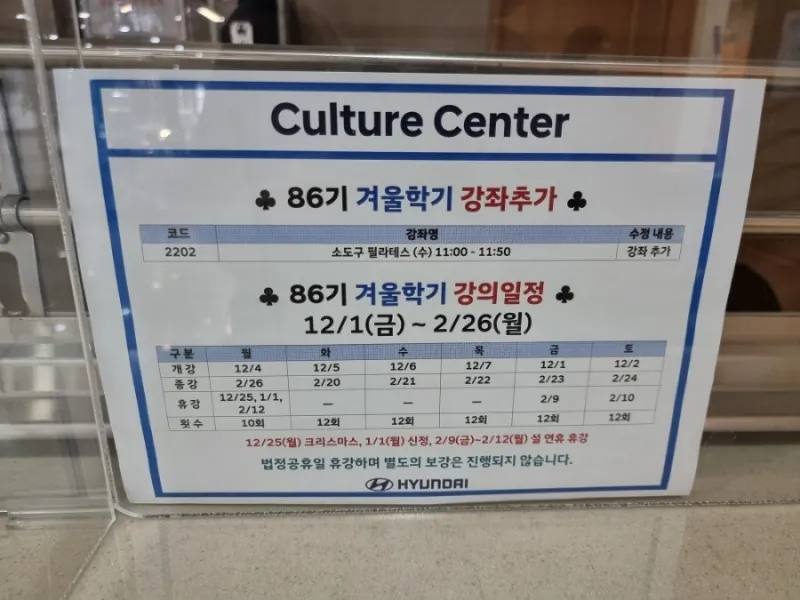 Culture Center
♣ 86기 겨울학기 강좌추가 ♣
코드 강좌명 수정 내용
2202 소도구 필라테스 (수) 11:00 - 11:50 강좌 추가
♣ 86기 겨울학기 강의일정 ♣
12/1(금) ~ 2/26(월)
구분 월 화 수 목 금 토
개강 12/4 12/5 12/6 12/7 12/1 12/2
종강 2/26 2/20 2/21 2/22 2/23 2/24
휴강 12/25, 1/1, 2/12 — — — 2/9 2/10
횟수 10회 12회 12회 12회 12회 12회
12/25(월) 크리스마스, 1/1(월) 신정, 2/9(금)~2/12(월) 설 연휴 휴강
법정공휴일 휴강하며 별도의 보강은 진행되지 않습니다.
HYUNDAI